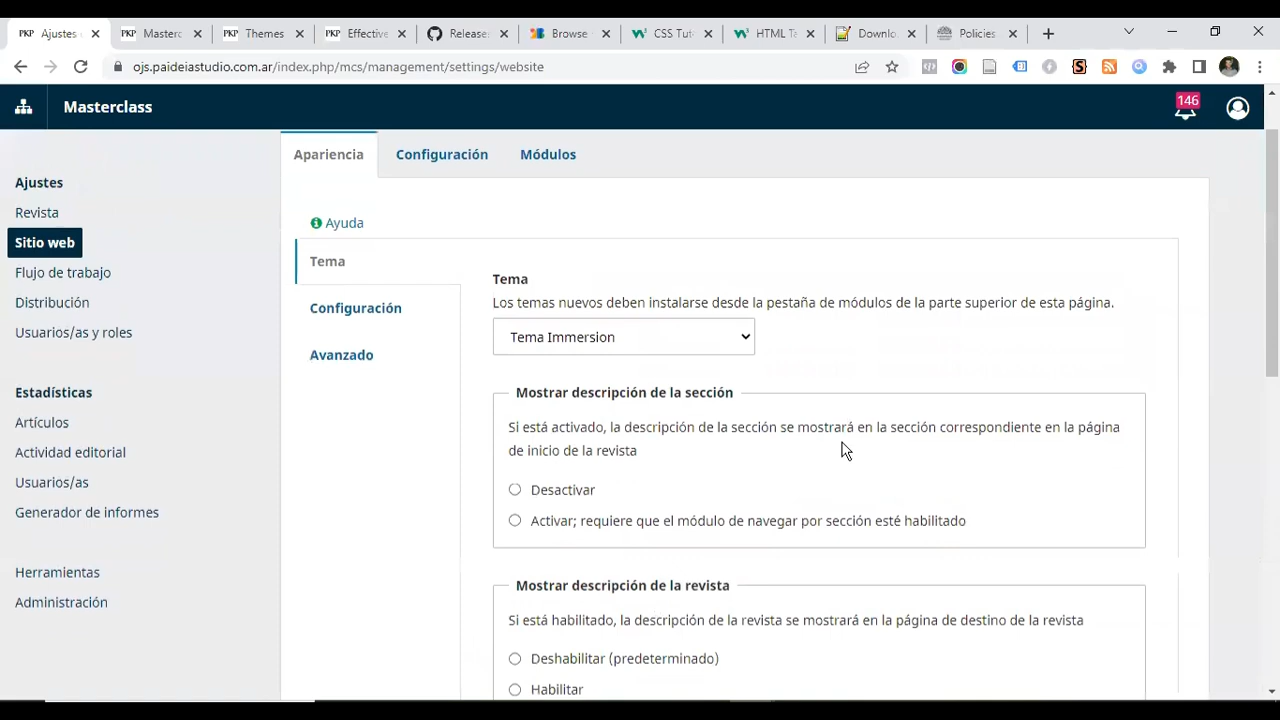 PKP Ajustes
PKP Masterc
PKP Themes
PKP Effective
Release
Browse
CSS Tut
HTML Te
Downlo
Policies
ojs.paideiastudio.com.ar/index.php/mcs/management/settings/website
Masterclass
146
Ajustes
Revista
Sitio web
Flujo de trabajo
Distribución
Usuarios/as y roles
Estadísticas
Artículos
Actividad editorial
Usuarios/as
Generador de informes
Herramientas
Administración
Apariencia
Configuración
Módulos
Ayuda
Tema
Configuración
Avanzado
Tema
Los temas nuevos deben instalarse desde la pestaña de módulos de la parte superior de esta página.
Tema Immersion
Mostrar descripción de la sección
Si está activado, la descripción de la sección se mostrará en la sección correspondiente en la página
de inicio de la revista
Desactivar
Activar; requiere que el módulo de navegar por sección esté habilitado
Mostrar descripción de la revista
Si está habilitado, la descripción de la revista se mostrará en la página de destino de la revista
Deshabilitar (predeterminado)
Habilitar